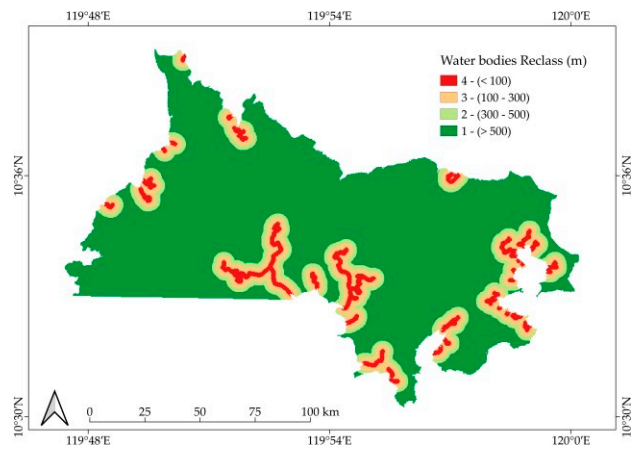 119°48'E 119°54'E 120°0'E
Water bodies Reclass (m)
4 - (< 100)
3 - (100 - 300)
2 - (300 - 500)
1 - (> 500)
10°36'N 10°36'N
0 25 50 75 100 km
10°30'N 10°30'N
119°48'E 119°54'E 120°0'E